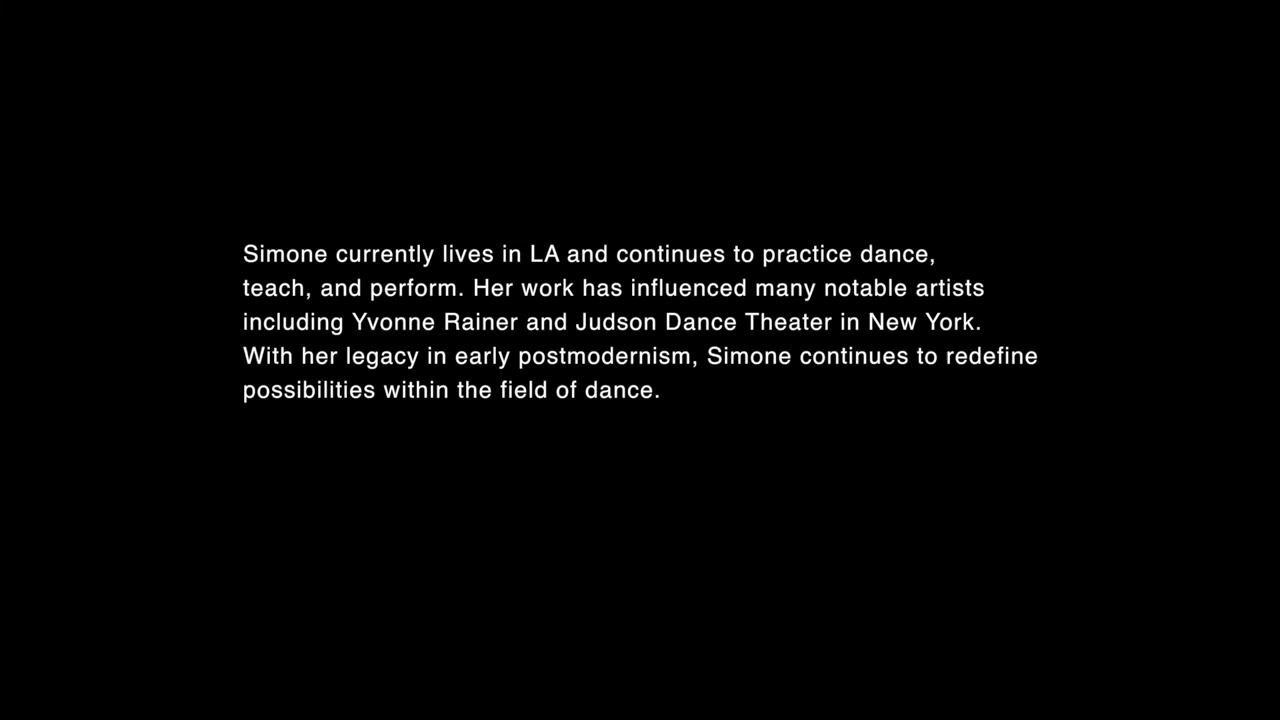 Simone currently lives in LA and continues to practice dance,
teach, and perform. Her work has influenced many notable artists
including Yvonne Rainer and Judson Dance Theater in New York.
With her legacy in early postmodernism, Simone continues to redefine
possibilities within the field of dance.